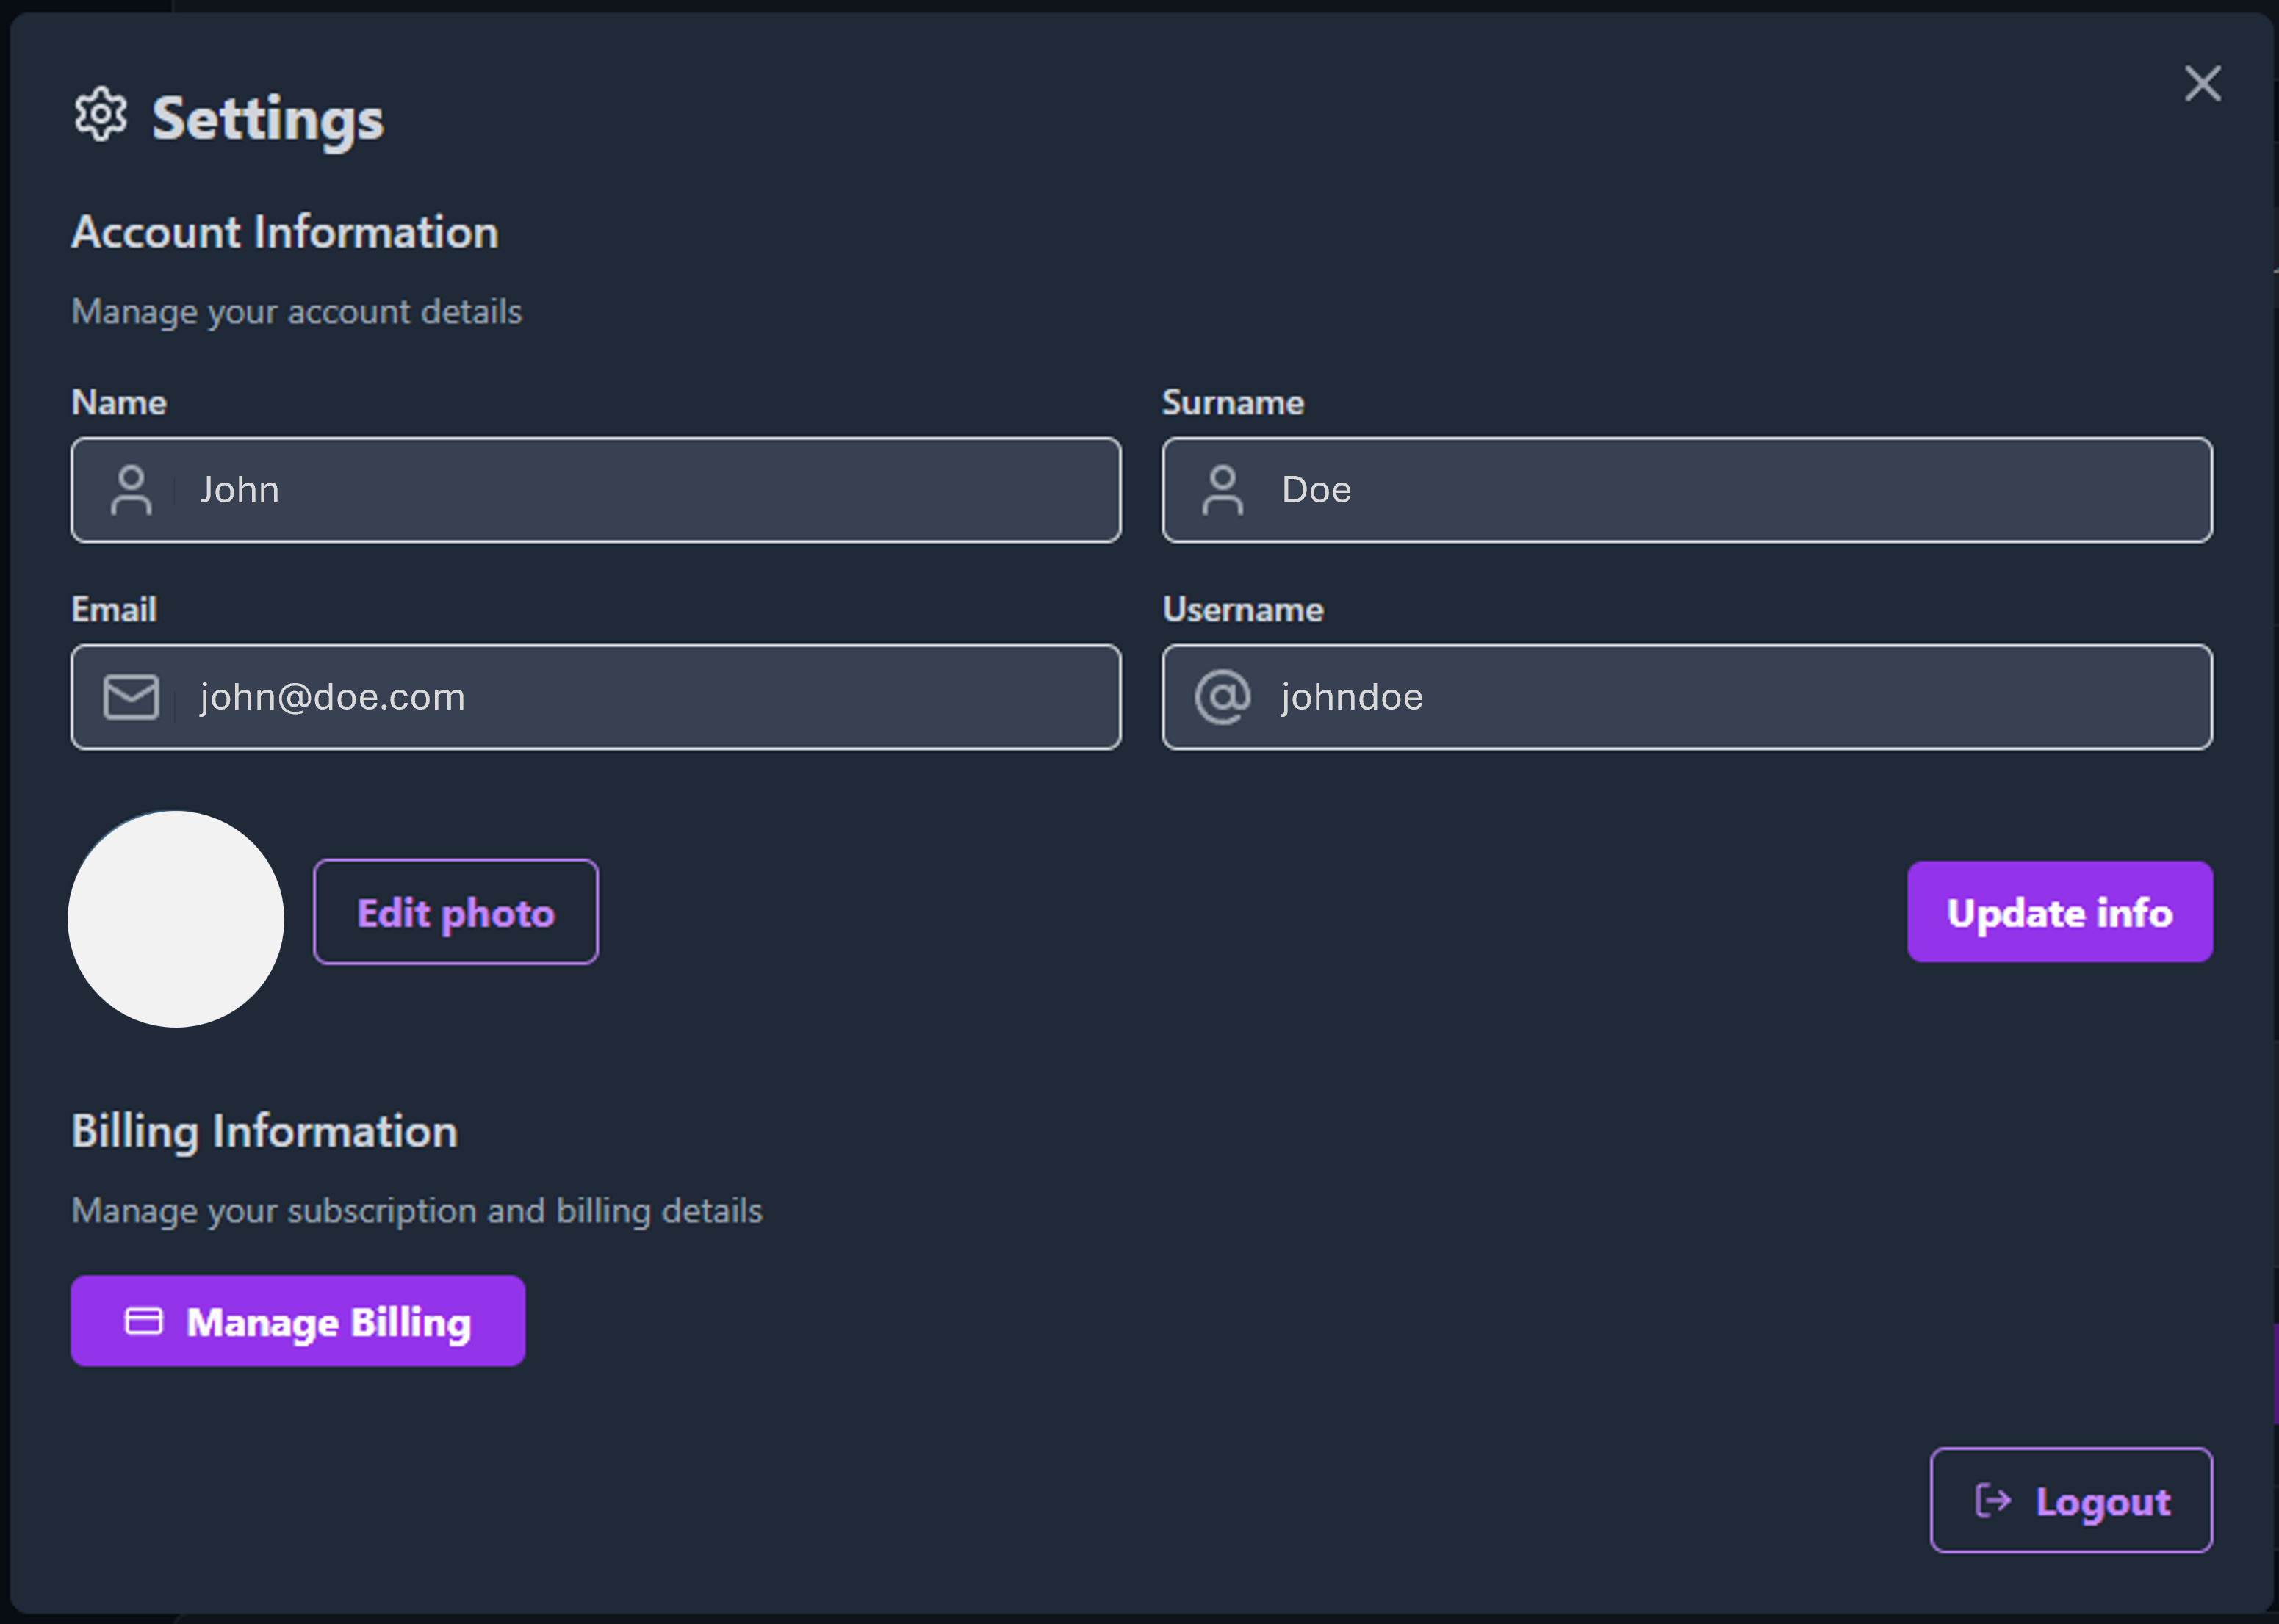 Settings
Account Information
Manage your account details
Name
Surname
John
Doe
Email
Username
john@doe.com
johndoe
Edit photo
Update info
Billing Information
Manage your subscription and billing details
Manage Billing
Logout